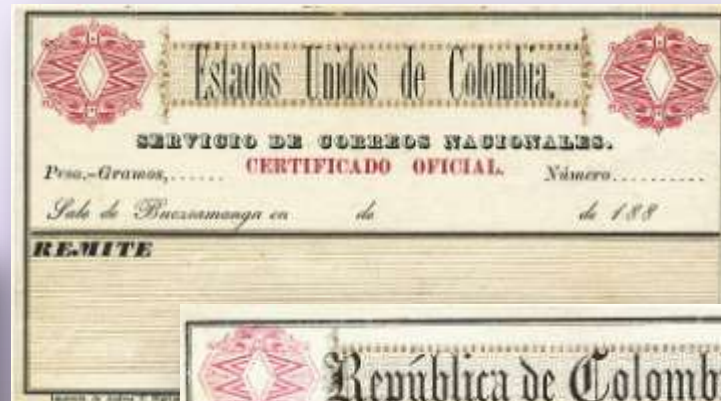 Estados Unidos de Colombia.
SERVICIO DE CORREOS NACIONALES.
Peso.-Gramos,...... CERTIFICADO OFICIAL. Número..........
Sale de Bucaramanga en de de 188
REMITE
República de Colomb